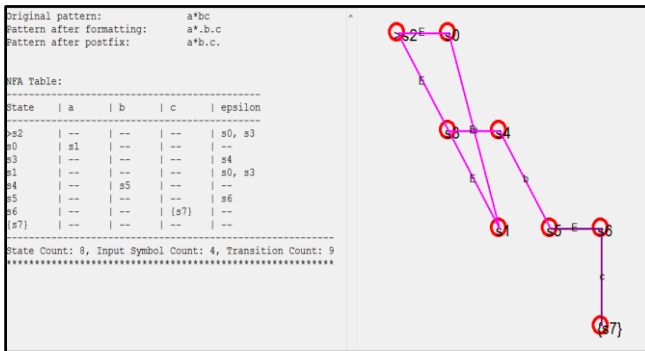 Original pattern: a*bc
Pattern after formatting: a*.b.c
Pattern after postfix: a*b.c.
NFA Table:
--------------------------------------------------
State | a | b | c | epsilon
--------------------------------------------------
>s2 | -- | -- | -- | s0, s3
s0 | s1 | -- | -- | --
s3 | -- | -- | -- | s4
s1 | -- | -- | -- | s0, s3
s4 | -- | s5 | -- | --
s5 | -- | -- | -- | s6
s6 | -- | -- | {s7} | --
{s7} | -- | -- | -- | --
--------------------------------------------------
State Count: 8, Input Symbol Count: 4, Transition Count: 9
**********************************************************
>s2 E s0
E
s3 s4
E b
s1 s5 E s6
c
{s7}